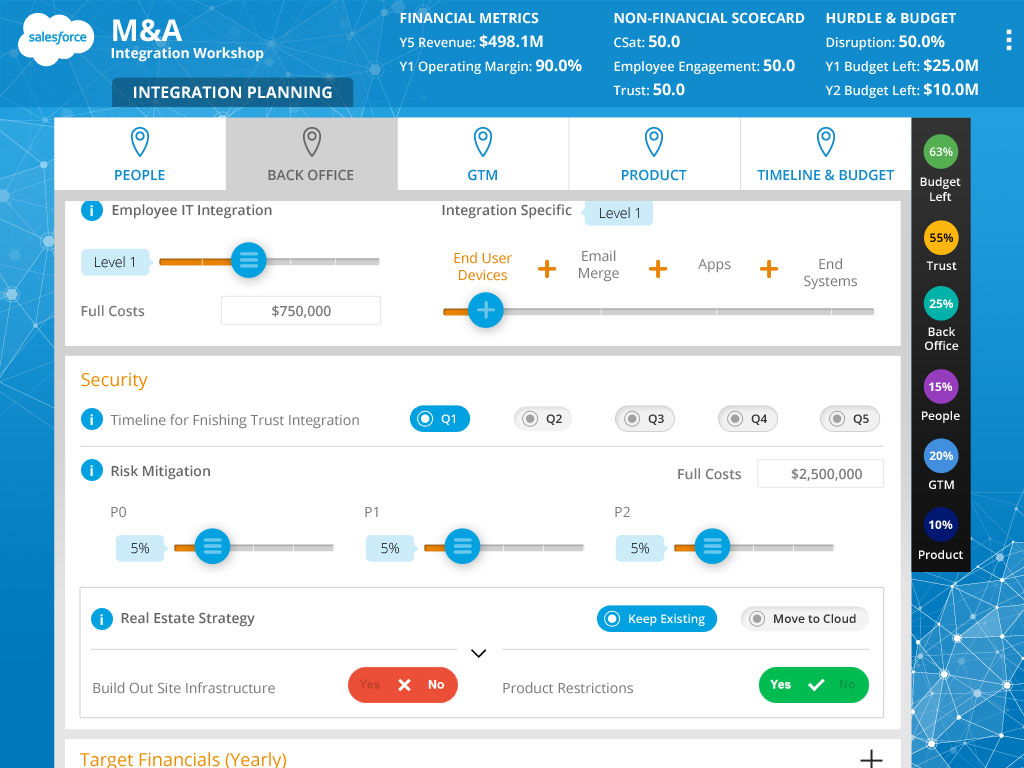 salesforce
M&A
Integration Workshop
INTEGRATION PLANNING
FINANCIAL METRICS
Y5 Revenue: $498.1M
Y1 Operating Margin: 90.0%
NON-FINANCIAL SCOECARD
CSat: 50.0
Employee Engagement: 50.0
Trust: 50.0
HURDLE & BUDGET
Disruption: 50.0%
Y1 Budget Left: $25.0M
Y2 Budget Left: $10.0M
PEOPLE
BACK OFFICE
GTM
PRODUCT
TIMELINE & BUDGET
i Employee IT Integration
Level 1
Full Costs
$750,000
Integration Specific
Level 1
End User
Devices
+
Email
Merge
+
Apps
+
End
Systems
Security
i Timeline for Fnishing Trust Integration
Q1
Q2
Q3
Q4
Q5
i Risk Mitigation
Full Costs
$2,500,000
P0
5%
P1
5%
P2
5%
i Real Estate Strategy
Keep Existing
Move to Cloud
Build Out Site Infrastructure
Yes No
Product Restrictions
Yes No
Target Financials (Yearly)
63%
Budget
Left
55%
Trust
25%
Back
Office
15%
People
20%
GTM
10%
Product